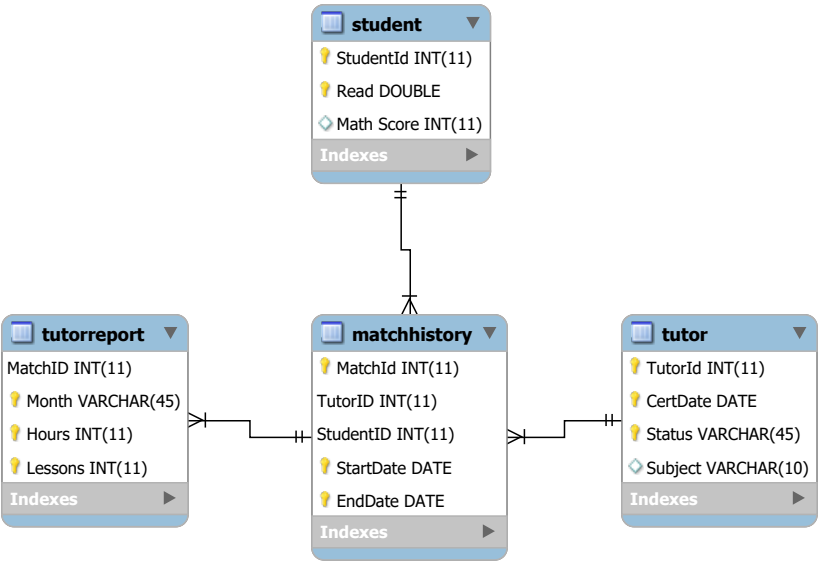 student
StudentId INT(11)
Read DOUBLE
Math Score INT(11)
Indexes
tutorreport
MatchID INT(11)
Month VARCHAR(45)
Hours INT(11)
Lessons INT(11)
Indexes
matchhistory
MatchId INT(11)
TutorID INT(11)
StudentID INT(11)
StartDate DATE
EndDate DATE
Indexes
tutor
TutorId INT(11)
CertDate DATE
Status VARCHAR(45)
Subject VARCHAR(10)
Indexes